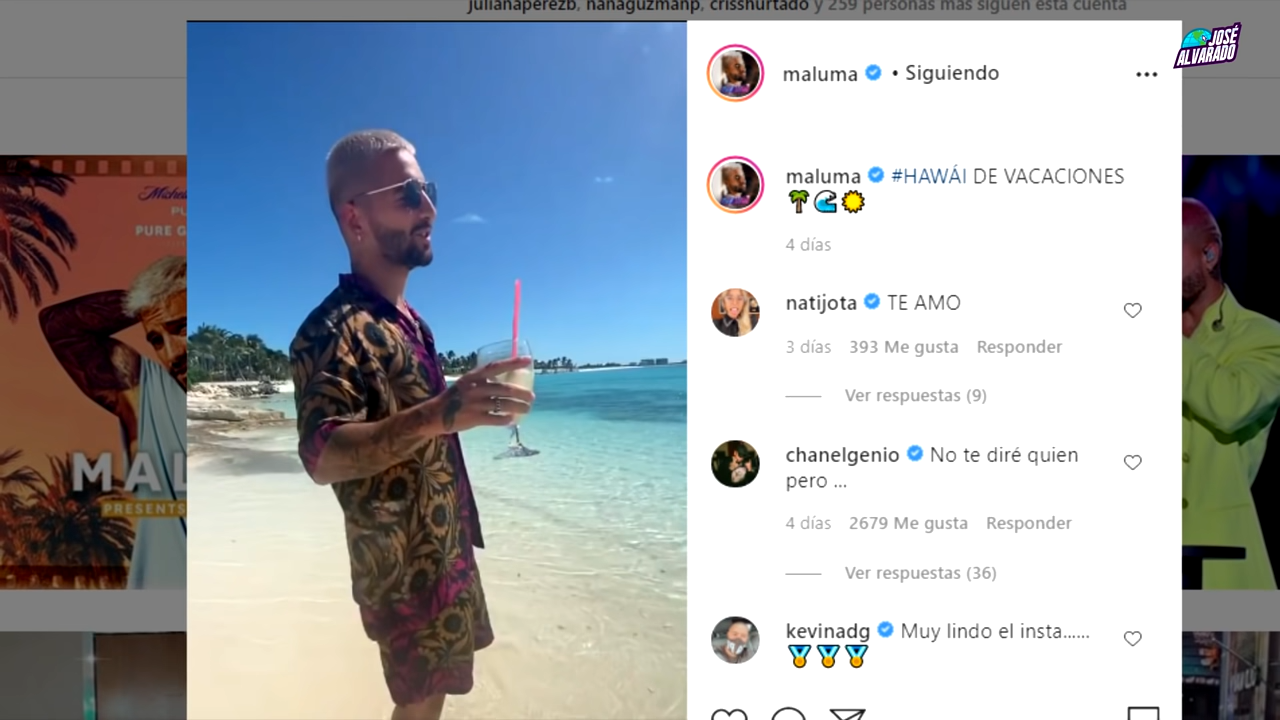 julianaperezb, nanaguzmanp, crisshurtado y 259 personas más siguen esta cuenta
JOSÉ
ALVARADO
maluma • Siguiendo
maluma #HAWÁI DE VACACIONES
🌴🌊☀️
4 días
natijota TE AMO
3 días 393 Me gusta Responder
Ver respuestas (9)
chanelgenio No te diré quien
pero ...
4 días 2679 Me gusta Responder
Ver respuestas (36)
kevinadg Muy lindo el insta......
🏅🏅🏅
PURE G
MAL
PRESENTS